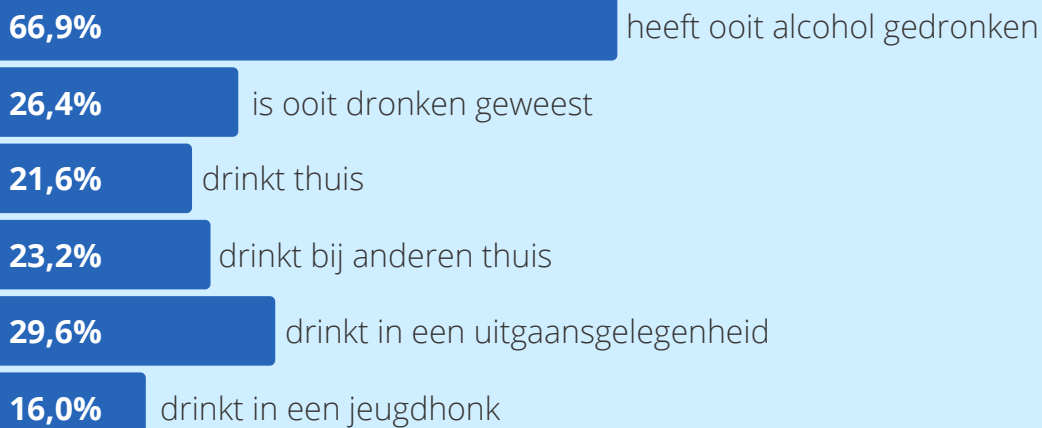 66,9% heeft ooit alcohol gedronken
26,4% is ooit dronken geweest
21,6% drinkt thuis
23,2% drinkt bij anderen thuis
29,6% drinkt in een uitgaansgelegenheid
16,0% drinkt in een jeugdhonk